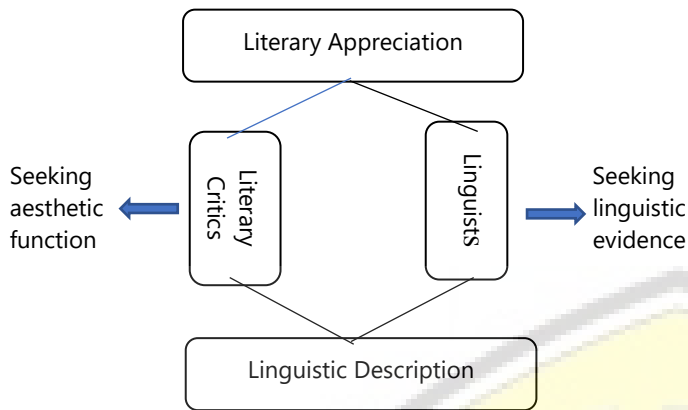 Literary Appreciation
Seeking
aesthetic
function
Literary
Critics
Linguists
Seeking
linguistic
evidence
Linguistic Description